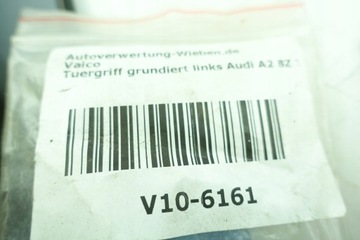 Autoverwertung-Wieben.de
Vaico
Tuergriff grundiert links Audi A2 8Z
V10-6161